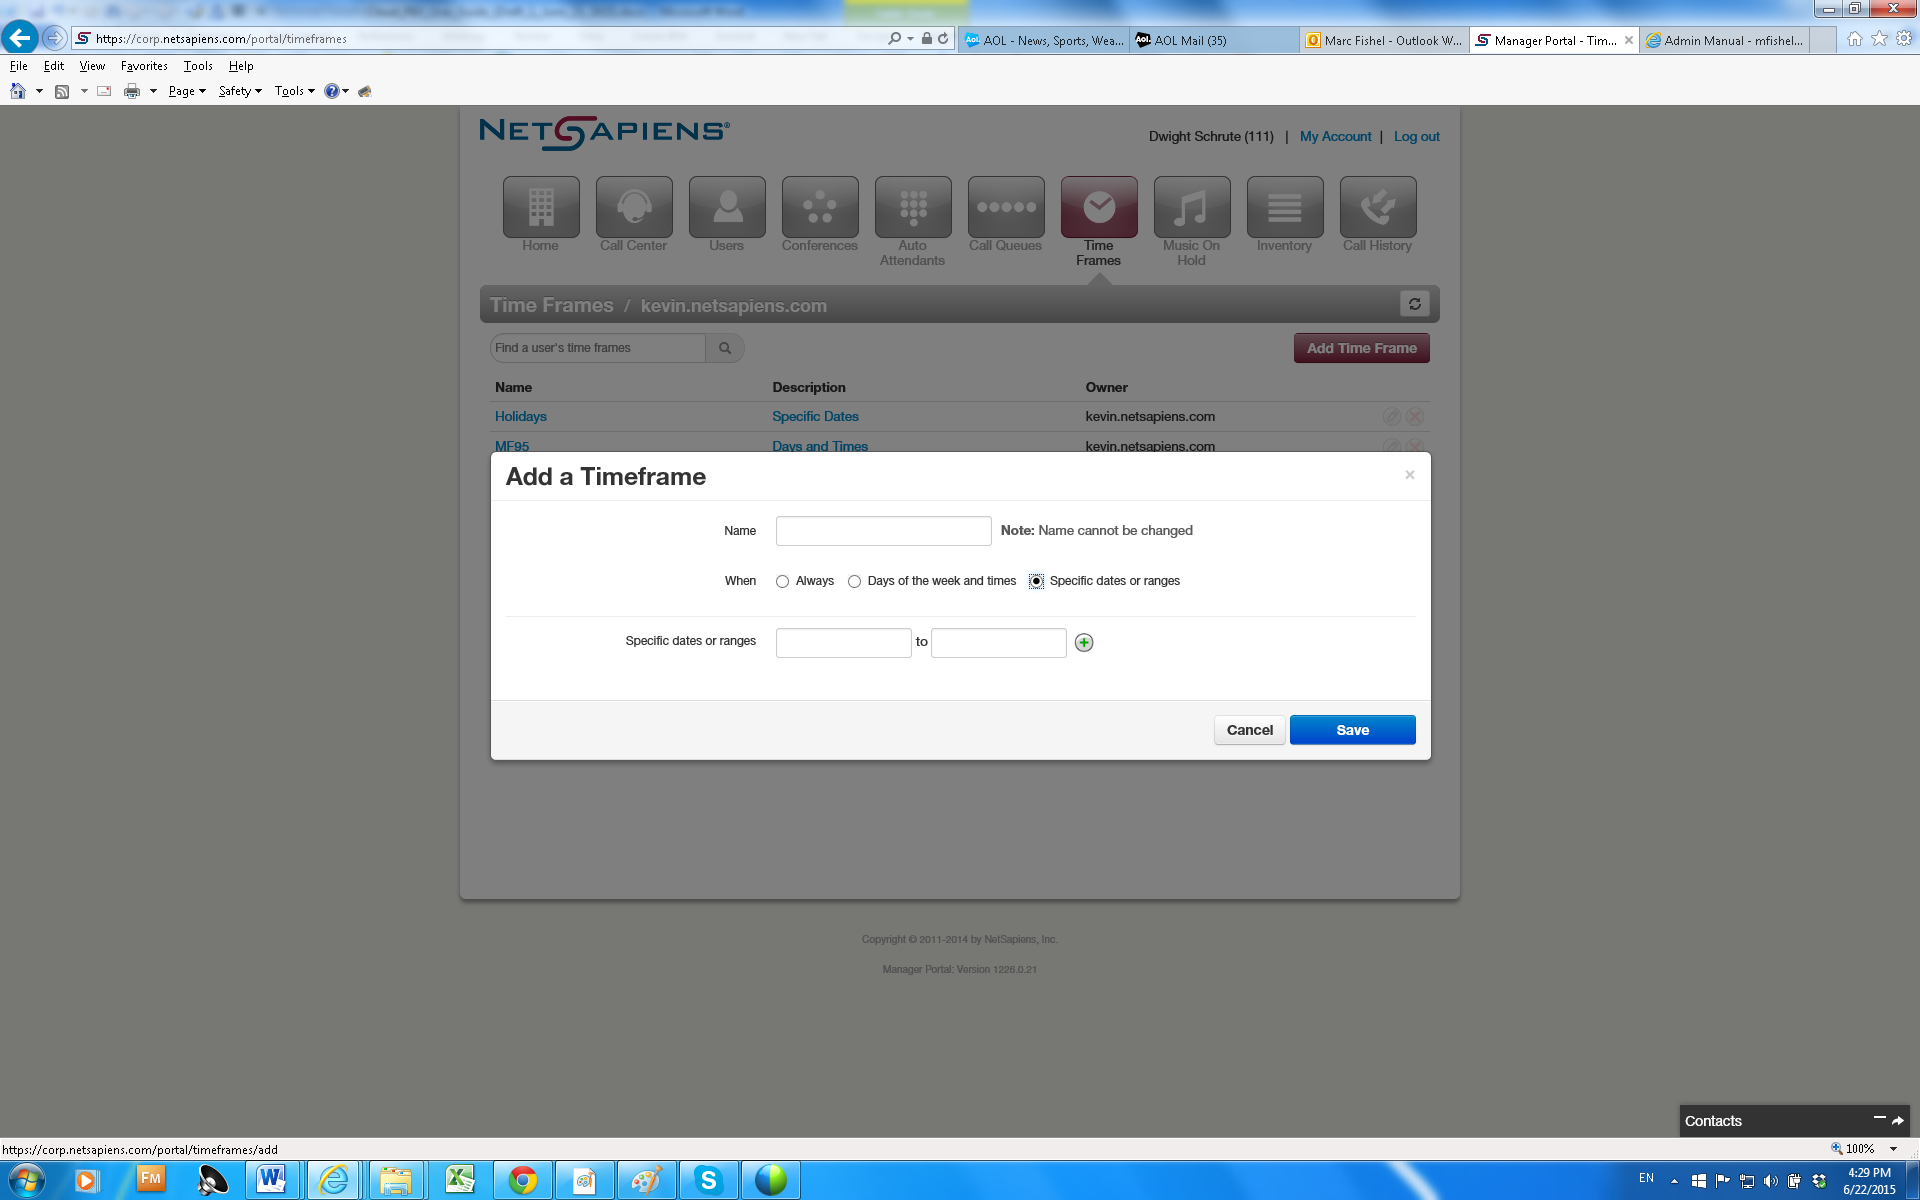 https://corp.netsapiens.com/portal/timeframes
AOL - News, Sports, Wea...
AOL Mail (35)
Marc Fishel - Outlook W...
Manager Portal - Tim...
Admin Manual - mfishel...
File Edit View Favorites Tools Help
Page Safety Tools
NETSAPIENS®
Dwight Schrute (111) | My Account | Log out
Home
Call Center
Users
Conferences
Auto Attendants
Call Queues
Time Frames
Music On Hold
Inventory
Call History
Time Frames / kevin.netsapiens.com
Find a user's time frames
Add Time Frame
Name Description Owner
Holidays Specific Dates kevin.netsapiens.com
MF95 Days and Times kevin.netsapiens.com
Add a Timeframe ×
Name Note: Name cannot be changed
When Always Days of the week and times Specific dates or ranges
Specific dates or ranges to
Cancel Save
Copyright © 2011-2014 by NetSapiens, Inc.
Manager Portal: Version 1226.0.21
Contacts
https://corp.netsapiens.com/portal/timeframes/add
100%
FM
EN
4:29 PM
6/22/2015